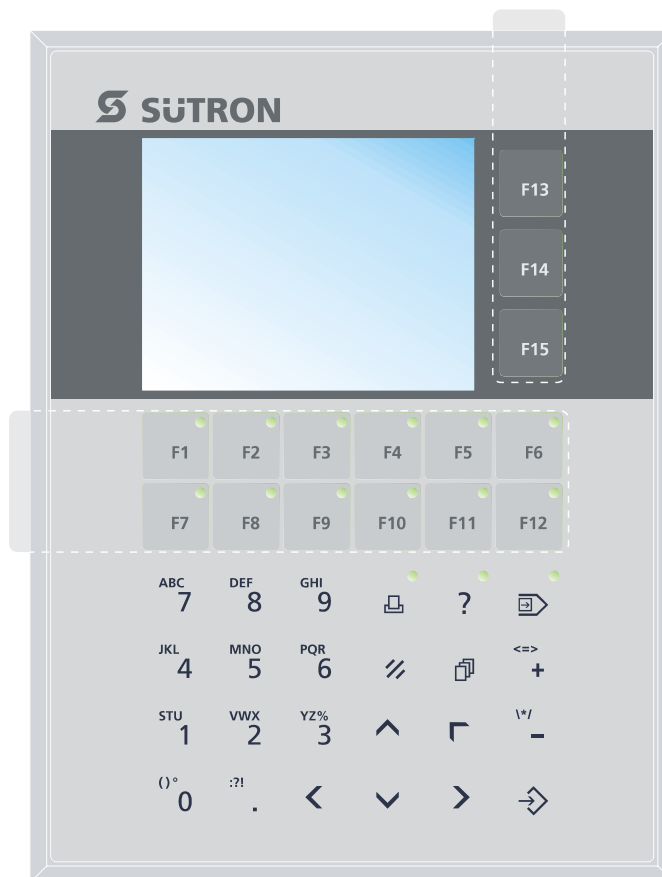 SÜTRON
F13
F14
F15
F1 F2 F3 F4 F5 F6
F7 F8 F9 F10 F11 F12
ABC DEF GHI
7 8 9 ?
JKL MNO PQR <=>
4 5 6 +
STU VWX YZ% \*/
1 2 3 -
()° :?!
0 .